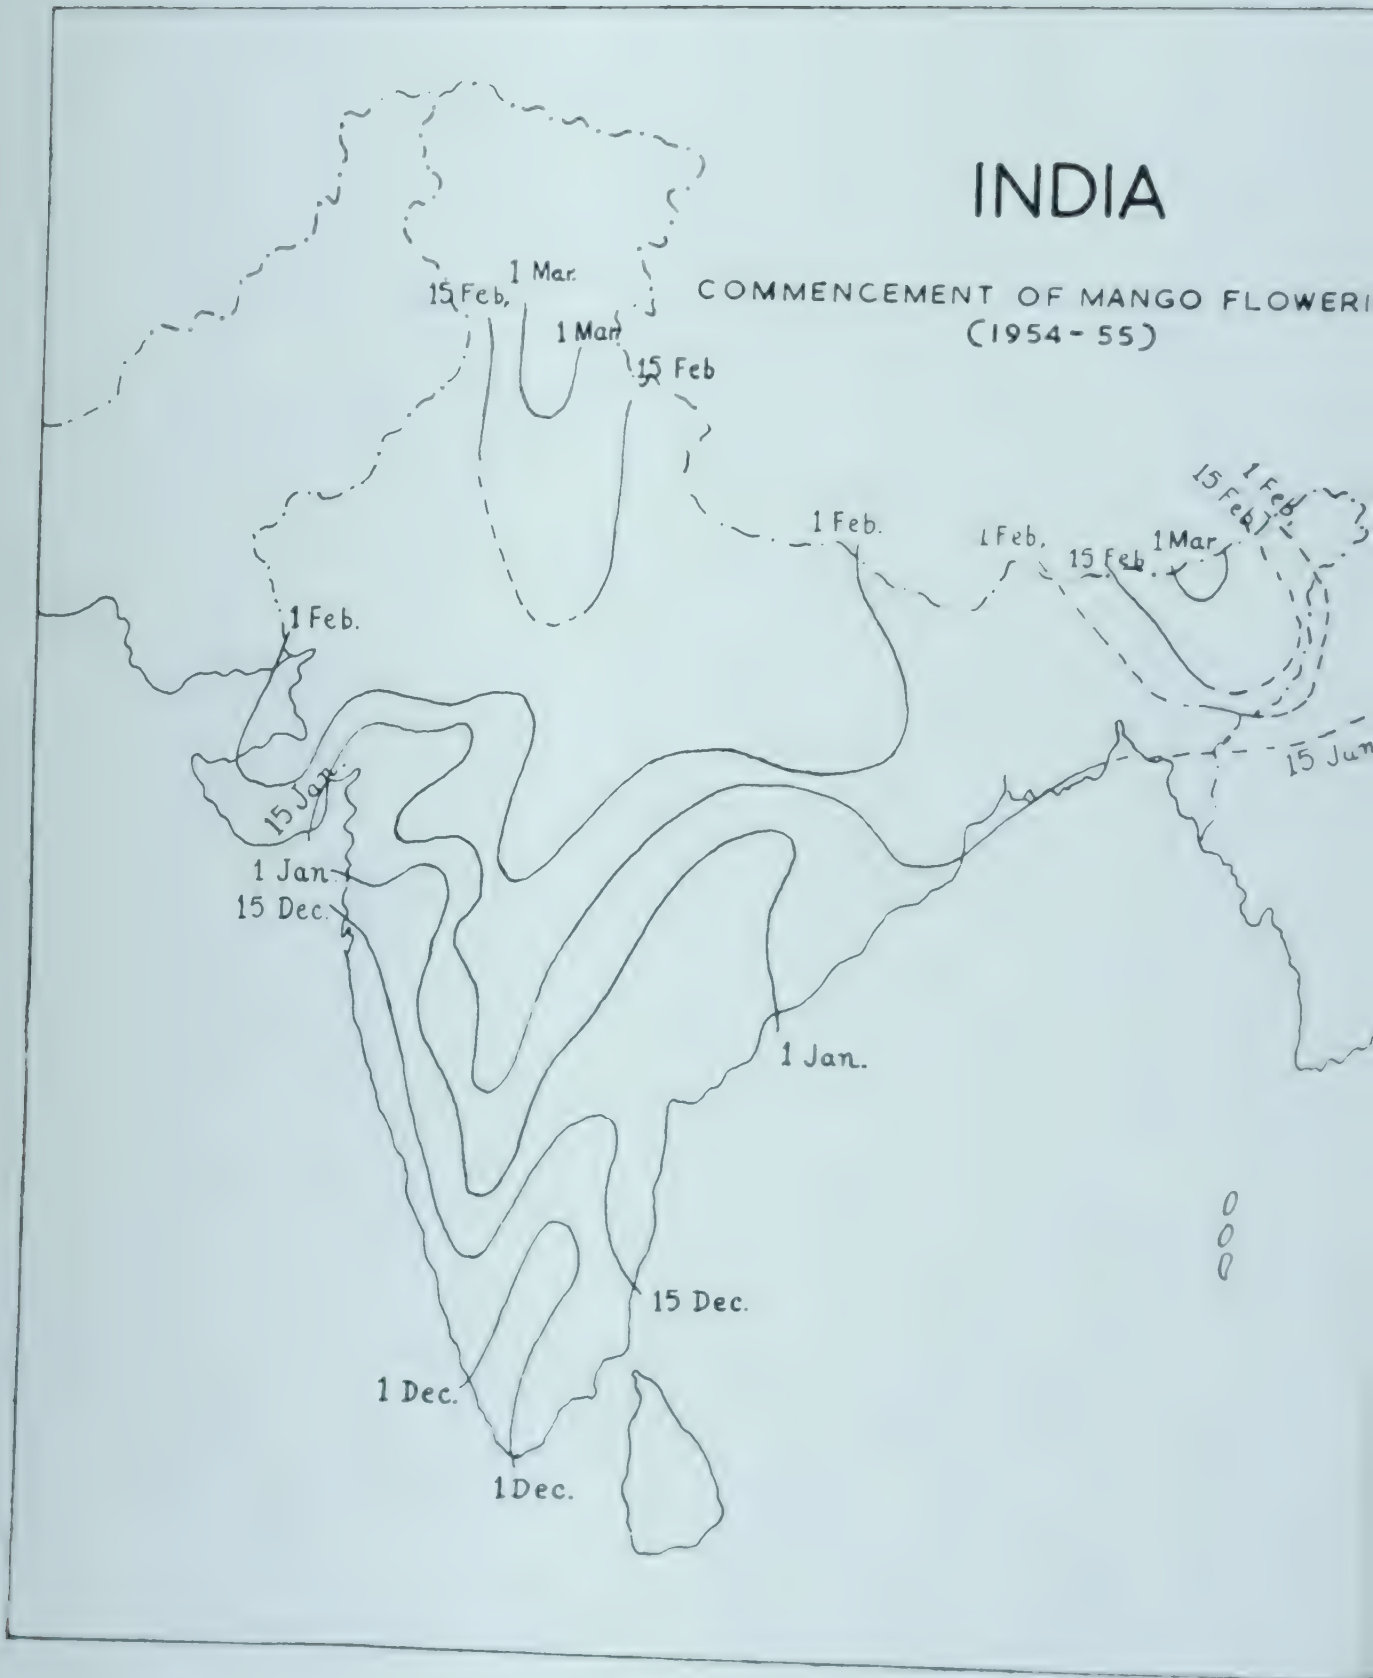 INDIA
COMMENCEMENT OF MANGO FLOWERI
(1954-55)
1 Mar.
15 Feb.
1 Mar.
15 Feb
1 Feb.
15 Feb.
1 Feb.
1 Feb.
15 Feb.
1 Mar.
1 Feb.
15 Jan.
15 Jun
1 Jan.
15 Dec.
1 Jan.
15 Dec.
1 Dec.
1 Dec.